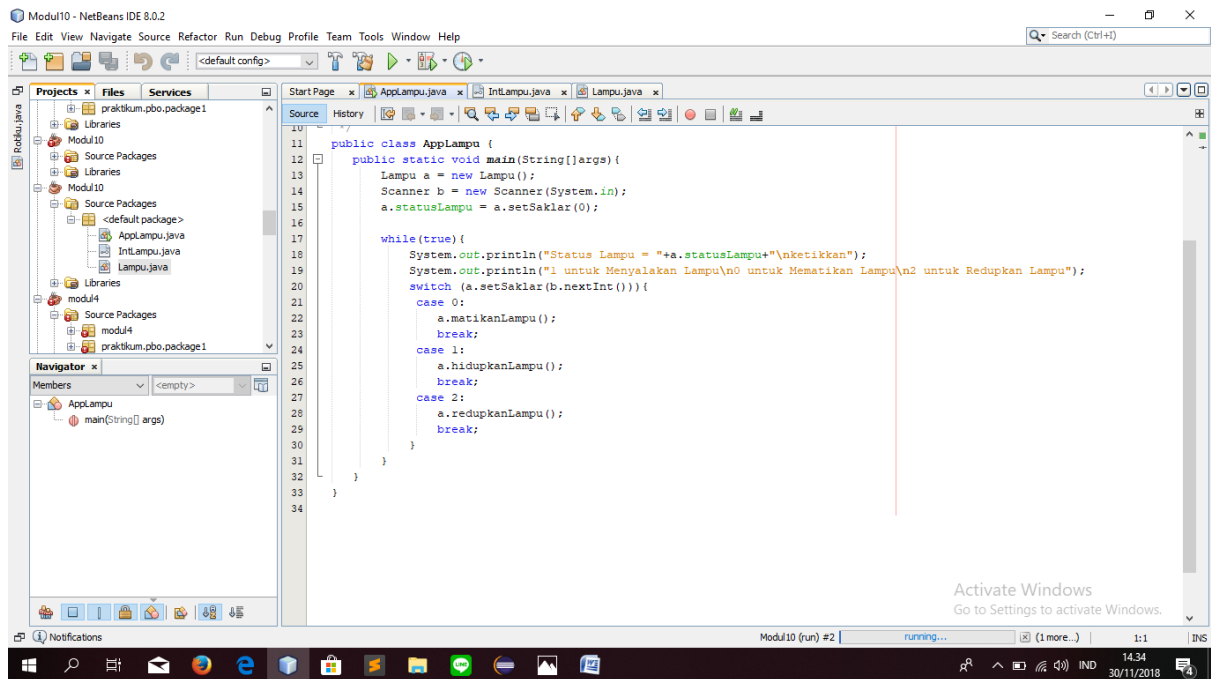 Modul10 - NetBeans IDE 8.0.2
File Edit View Navigate Source Refactor Run Debug Profile Team Tools Window Help
Search (Ctrl+I)
<default config>
Projects Files Services
Robiku.java
praktikum.pbo.package1
Libraries
Modul10
Source Packages
Libraries
Modul10
Source Packages
<default package>
AppLampu.java
IntLampu.java
Lampu.java
Libraries
modul4
Source Packages
modul4
praktikum.pbo.package1
Navigator
Members <empty>
AppLampu
main(String[] args)
Start Page AppLampu.java IntLampu.java Lampu.java
Source History
10 */
11 public class AppLampu {
12 public static void main(String[]args){
13 Lampu a = new Lampu();
14 Scanner b = new Scanner(System.in);
15 a.statusLampu = a.setSaklar(0);
16
17 while(true){
18 System.out.println("Status Lampu = "+a.statusLampu+"\nketikkan");
19 System.out.println("1 untuk Menyalakan Lampu\n0 untuk Mematikan Lampu\n2 untuk Redupkan Lampu");
20 switch (a.setSaklar(b.nextInt())){
21 case 0:
22 a.matikanLampu();
23 break;
24 case 1:
25 a.hidupkanLampu();
26 break;
27 case 2:
28 a.redupkanLampu();
29 break;
30 }
31 }
32 }
33 }
34
Activate Windows
Go to Settings to activate Windows.
Notifications
Modul10 (run) #2 running... (1 more...) 1:1 INS
IND
14.34
30/11/2018
4